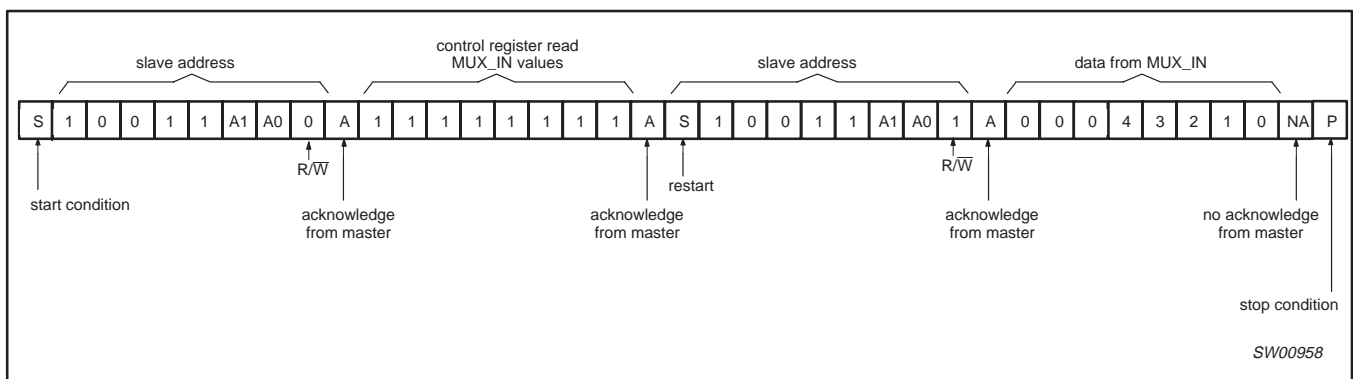 control register read
MUX_IN values
slave address
slave address
data from MUX_IN
S 1 0 0 1 1 A1 A0 0 A 1 1 1 1 1 1 1 1 A S 1 0 0 1 1 A1 A0 1 A 0 0 0 4 3 2 1 0 NA P
R/W̅
R/W̅
restart
start condition
acknowledge
from master
acknowledge
from master
acknowledge
from master
no acknowledge
from master
stop condition
SW00958